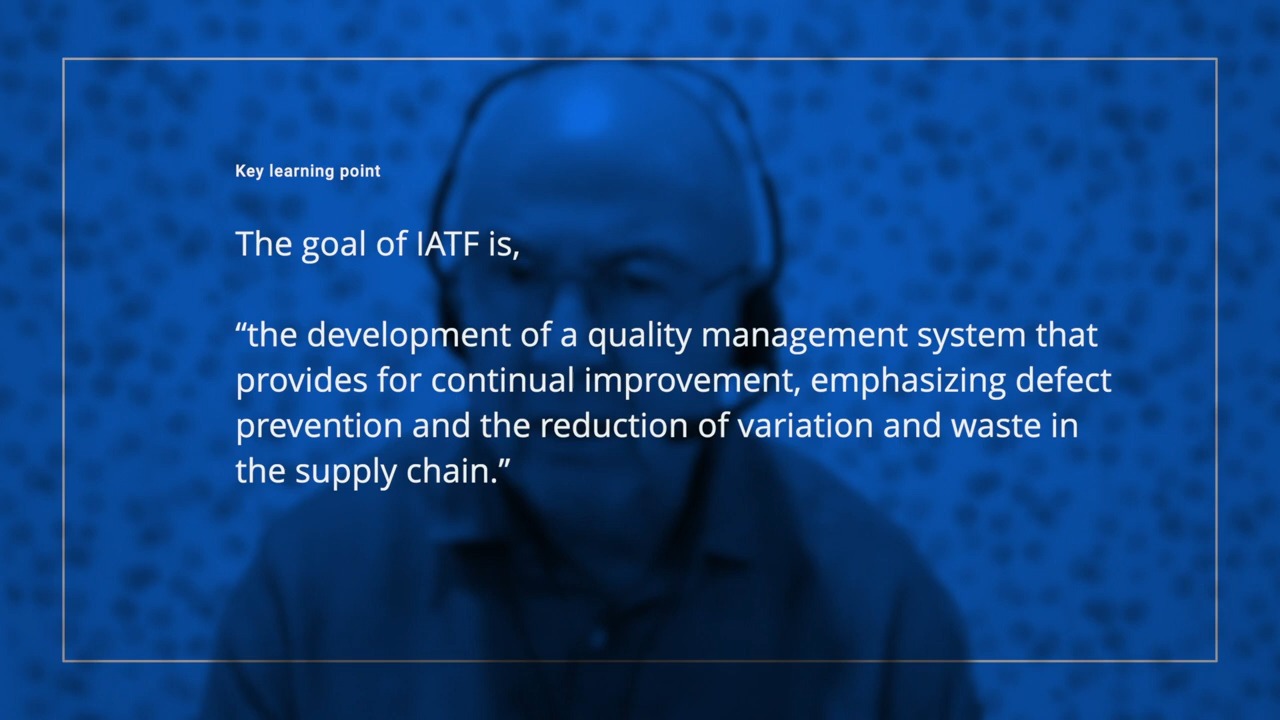 Key learning point
The goal of IATF is,
“the development of a quality management system that
provides for continual improvement, emphasizing defect
prevention and the reduction of variation and waste in
the supply chain.”